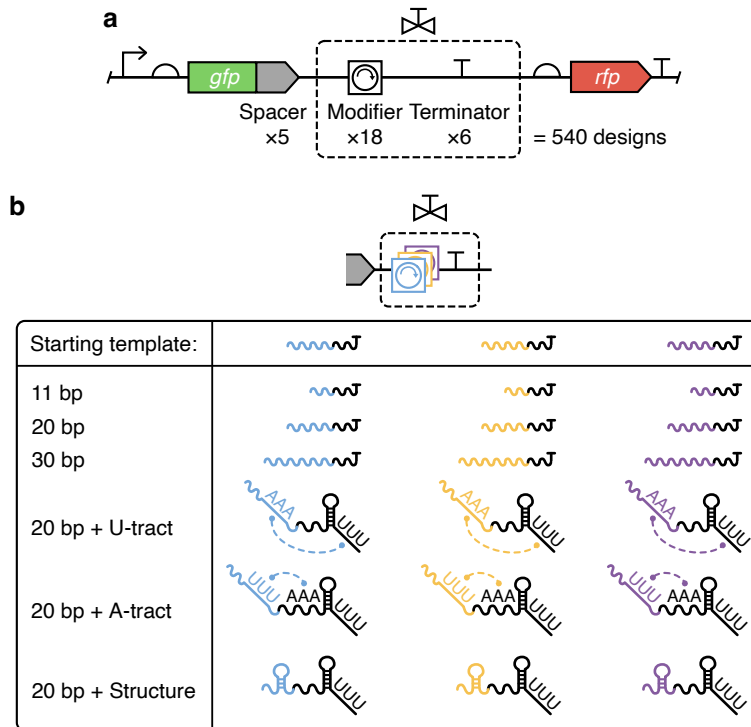 a
gfp
rfp
Spacer Modifier Terminator
×5 ×18 ×6 = 540 designs
b
Starting template:
11 bp
20 bp
30 bp
AAA UUU AAA UUU AAA UUU
20 bp + U-tract
UUU AAA UUU UUU AAA UUU UUU AAA UUU
20 bp + A-tract
20 bp + Structure UUU UUU UUU